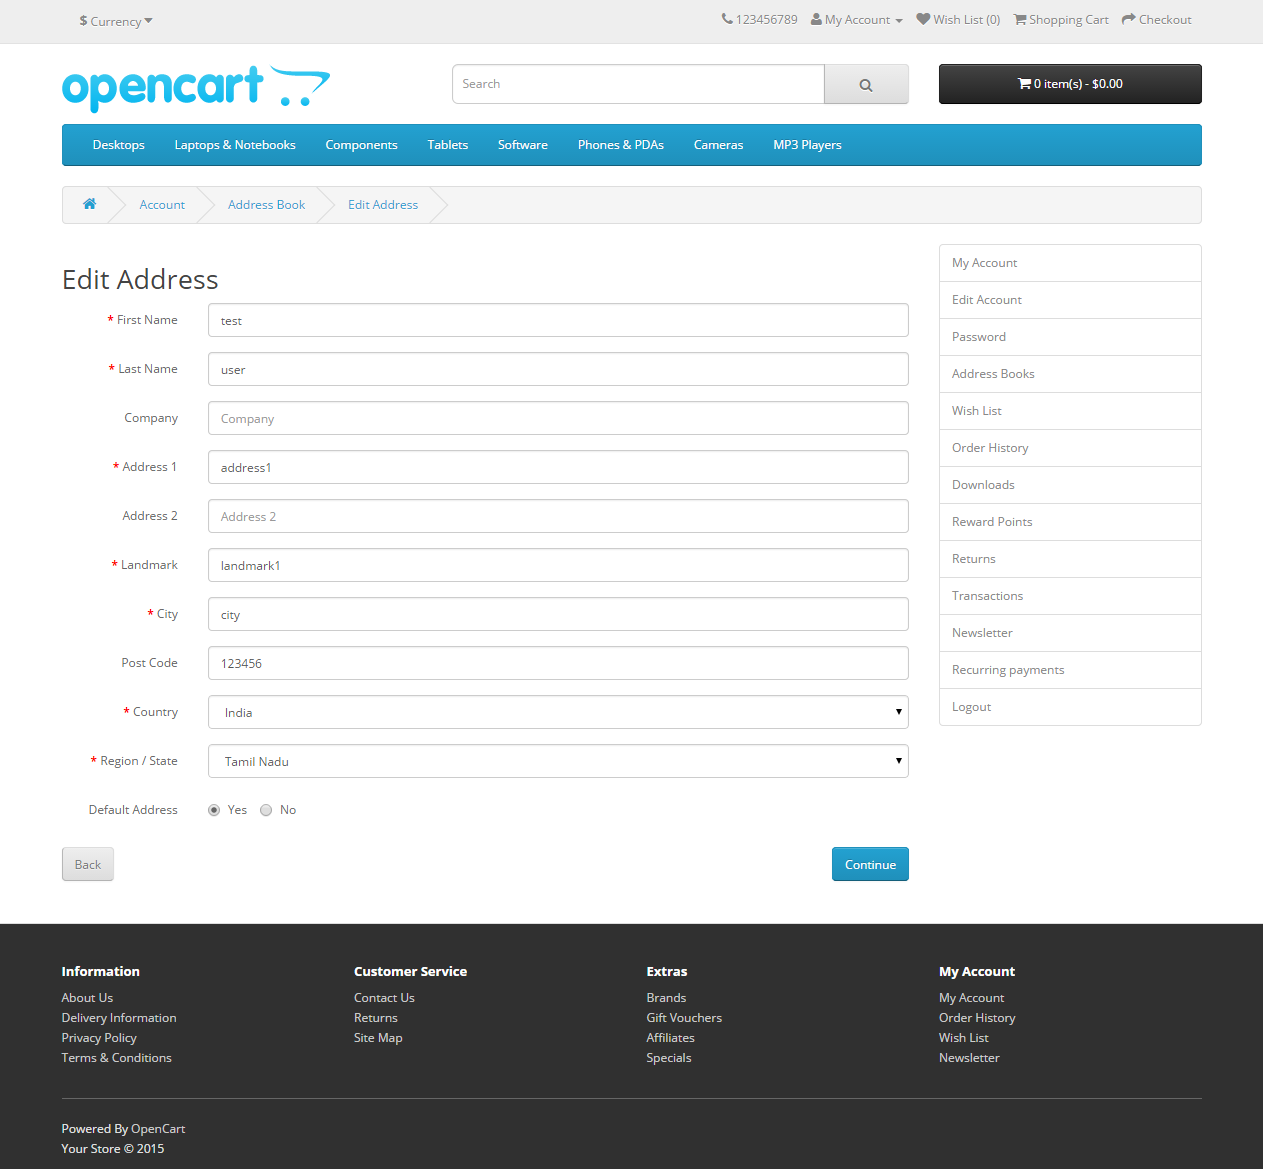 $ Currency 123456789 My Account Wish List (0) Shopping Cart Checkout
opencart Search 0 item(s) - $0.00
Desktops Laptops & Notebooks Components Tablets Software Phones & PDAs Cameras MP3 Players
Account Address Book Edit Address
Edit Address
* First Name test
* Last Name user
Company Company
* Address 1 address1
Address 2 Address 2
* Landmark landmark1
* City city
Post Code 123456
* Country India
* Region / State Tamil Nadu
Default Address Yes No
Back Continue
My Account
Edit Account
Password
Address Books
Wish List
Order History
Downloads
Reward Points
Returns
Transactions
Newsletter
Recurring payments
Logout
Information
About Us
Delivery Information
Privacy Policy
Terms & Conditions
Customer Service
Contact Us
Returns
Site Map
Extras
Brands
Gift Vouchers
Affiliates
Specials
My Account
My Account
Order History
Wish List
Newsletter
Powered By OpenCart
Your Store © 2015